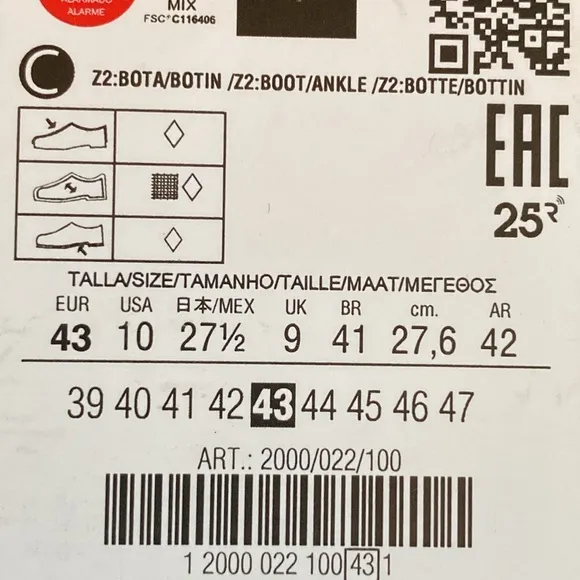 ALARMADO
ALARME
MIX
FSC® C116406
Z2:BOTA/BOTIN /Z2:BOOT/ANKLE /Z2:BOTTE/BOTTIN
EAC
25
TALLA/SIZE/TAMANHO/TAILLE/MAAT/ΜΕΓΕΘΟΣ
EUR USA 日本/MEX UK BR cm. AR
43 10 27½ 9 41 27,6 42
39 40 41 42 43 44 45 46 47
ART.: 2000/022/100
1 2000 022 100 43 1